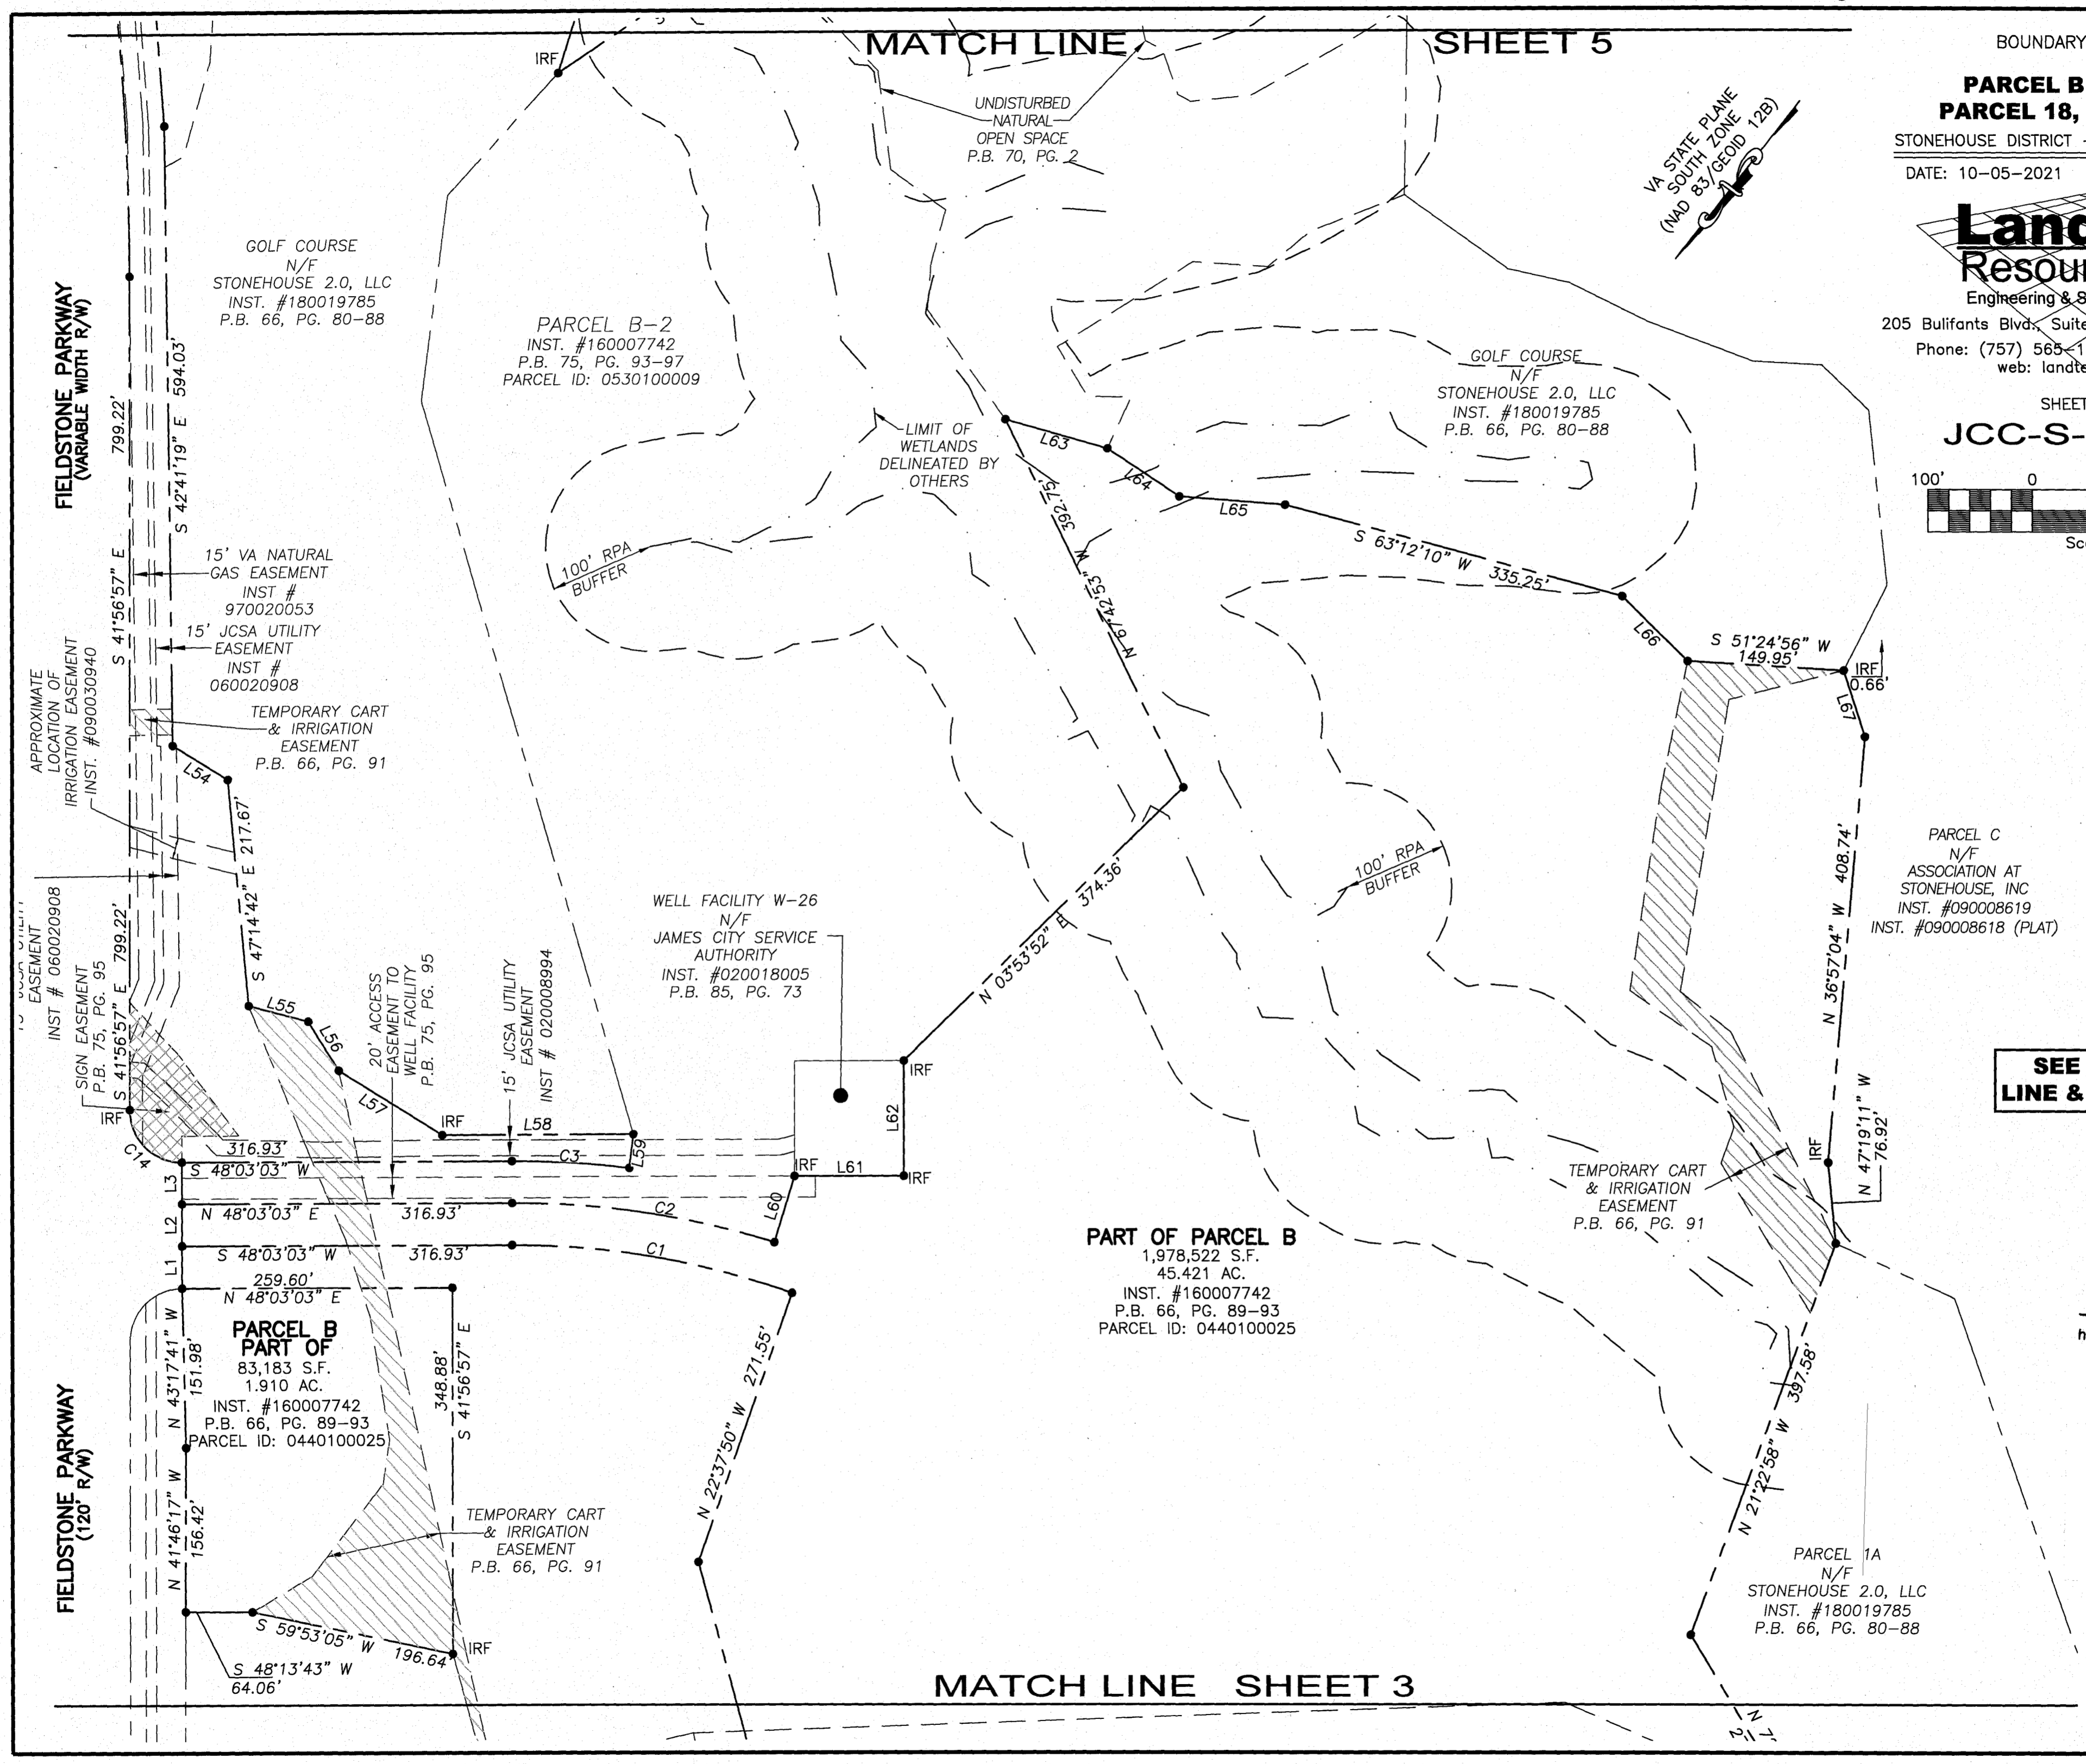 MATCH LINE SHEET 5
BOUNDARY
PARCEL B
PARCEL 18,
STONEHOUSE DISTRICT
DATE: 10-05-2021
Land
Resour
Engineering & S
205 Bulifants Blvd., Suite
Phone: (757) 565-1
web: landte
SHEET
JCC-S-
100' 0
Sc
VA STATE PLANE
SOUTH ZONE
(NAD 83/GEOID 12B)
IRF
UNDISTURBED
NATURAL
OPEN SPACE
P.B. 70, PG. 2
GOLF COURSE
N/F
STONEHOUSE 2.0, LLC
INST. #180019785
P.B. 66, PG. 80-88
FIELDSTONE PARKWAY
(VARIABLE WIDTH R/W)
799.22'
S 41°56'57" E
S 42°41'19" E 594.03'
PARCEL B-2
INST. #160007742
P.B. 75, PG. 93-97
PARCEL ID: 0530100009
GOLF COURSE
N/F
STONEHOUSE 2.0, LLC
INST. #180019785
P.B. 66, PG. 80-88
LIMIT OF
WETLANDS
DELINEATED BY
OTHERS
L63
L64
L65
N 67°42'53" W 392.75'
S 63°12'10" W 335.25'
L66
S 51°24'56" W
149.95'
IRF
0.66'
L67
100' RPA
BUFFER
15' VA NATURAL
GAS EASEMENT
INST #
970020053
15' JCSA UTILITY
EASEMENT
INST #
060020908
APPROXIMATE
LOCATION OF
IRRIGATION EASEMENT
INST. #090030940
TEMPORARY CART
& IRRIGATION
EASEMENT
P.B. 66, PG. 91
L54
S 47°14'42" E 217.67'
EASEMENT
INST # 060020908
SIGN EASEMENT
P.B. 75, PG. 95
S 41°56'57" E 799.22'
IRF
C14
L55
L56
L57
IRF
L58
L59
20' ACCESS
EASEMENT TO
WELL FACILITY
P.B. 75, PG. 95
15' JCSA UTILITY
EASEMENT
INST # 020008994
WELL FACILITY W-26
N/F
JAMES CITY SERVICE
AUTHORITY
INST. #020018005
P.B. 85, PG. 73
N 03°53'52" E 374.36'
IRF
L62
IRF
L61
IRF
L60
100' RPA
BUFFER
PARCEL C
N/F
ASSOCIATION AT
STONEHOUSE, INC
INST. #090008619
INST. #090008618 (PLAT)
N 36°57'04" W 408.74'
SEE
LINE &
IRF
N 47°19'11" W
76.92'
TEMPORARY CART
& IRRIGATION
EASEMENT
P.B. 66, PG. 91
316.93'
S 48°03'03" W
C3
L3
N 48°03'03" E 316.93'
C2
L2
S 48°03'03" W 316.93'
C1
L1
259.60'
N 48°03'03" E
PARCEL B
PART OF
83,183 S.F.
1.910 AC.
INST. #160007742
P.B. 66, PG. 89-93
PARCEL ID: 0440100025
N 43°17'41" W
151.98'
348.88'
S 41°56'57" E
PART OF PARCEL B
1,978,522 S.F.
45.421 AC.
INST. #160007742
P.B. 66, PG. 89-93
PARCEL ID: 0440100025
N 22°37'50" W 271.55'
N 21°22'58" W 397.58'
FIELDSTONE PARKWAY
(120' R/W)
N 41°46'17" W
156.42'
TEMPORARY CART
& IRRIGATION
EASEMENT
P.B. 66, PG. 91
S 59°53'05" W 196.64'
IRF
S 48°13'43" W
64.06'
PARCEL 1A
N/F
STONEHOUSE 2.0, LLC
INST. #180019785
P.B. 66, PG. 80-88
MATCH LINE SHEET 3